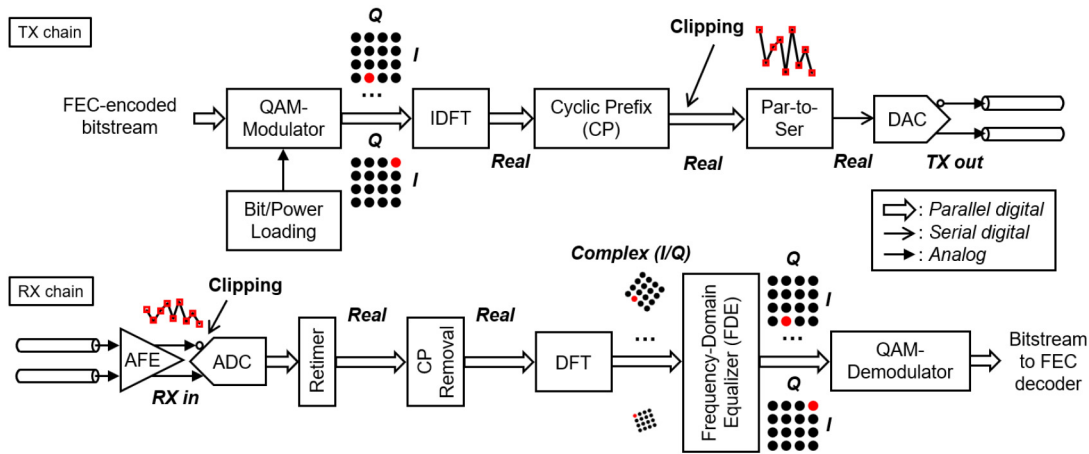 TX chain
Q
I
...
Clipping
FEC-encoded
bitstream
QAM-
Modulator
IDFT
Cyclic Prefix
(CP)
Par-to-
Ser
DAC
Real
Real
Real
TX out
Q
I
Bit/Power
Loading
: Parallel digital
: Serial digital
: Analog
RX chain
Clipping
AFE
RX in
ADC
Retimer
Real
CP
Removal
Real
DFT
Complex (I/Q)
...
Frequency-Domain
Equalizer (FDE)
Q
I
...
Q
I
QAM-
Demodulator
Bitstream
to FEC
decoder